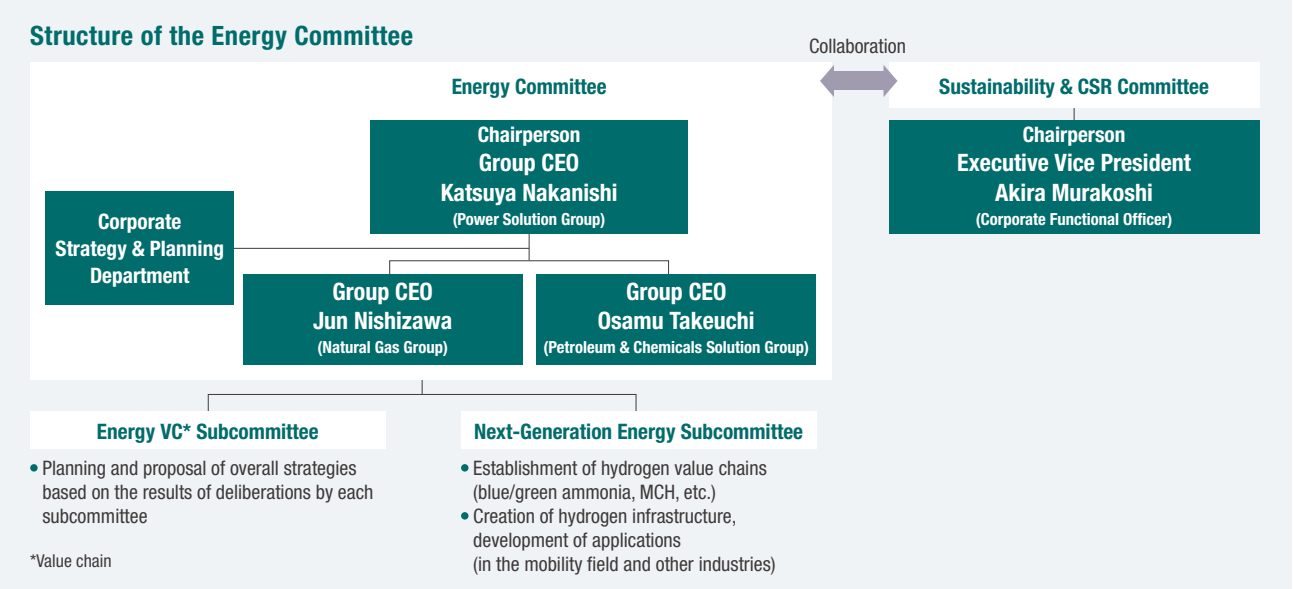 Structure of the Energy Committee
Collaboration
Energy Committee
Sustainability & CSR Committee
Chairperson
Group CEO
Katsuya Nakanishi
(Power Solution Group)
Chairperson
Executive Vice President
Akira Murakoshi
(Corporate Functional Officer)
Corporate
Strategy & Planning
Department
Group CEO
Jun Nishizawa
(Natural Gas Group)
Group CEO
Osamu Takeuchi
(Petroleum & Chemicals Solution Group)
Energy VC* Subcommittee
• Planning and proposal of overall strategies
based on the results of deliberations by each
subcommittee
*Value chain
Next-Generation Energy Subcommittee
• Establishment of hydrogen value chains
(blue/green ammonia, MCH, etc.)
• Creation of hydrogen infrastructure,
development of applications
(in the mobility field and other industries)